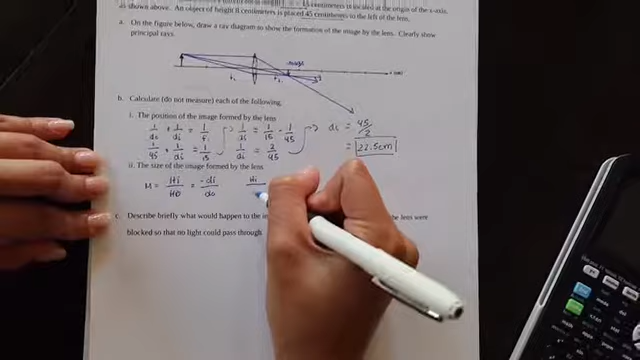 as shown above. An object of height 8 centimeters is placed 45 centimeters to the left of the lens.
a. On the figure below, draw a ray diagram to show the formation of the image by the lens. Clearly show
principal rays.
image
b. Calculate (do not measure) each of the following.
i. The position of the image formed by the lens
1/do + 1/di = 1/f
1/45 + 1/di = 1/15
1/di = 1/15 - 1/45
1/di = 2/45
di = 45/2
= 22.5cm
ii. The size of the image formed by the lens
M = Hi/Ho = -di/do
Hi
c. Describe briefly what would happen to the
the lens were
blocked so that no light could pass through